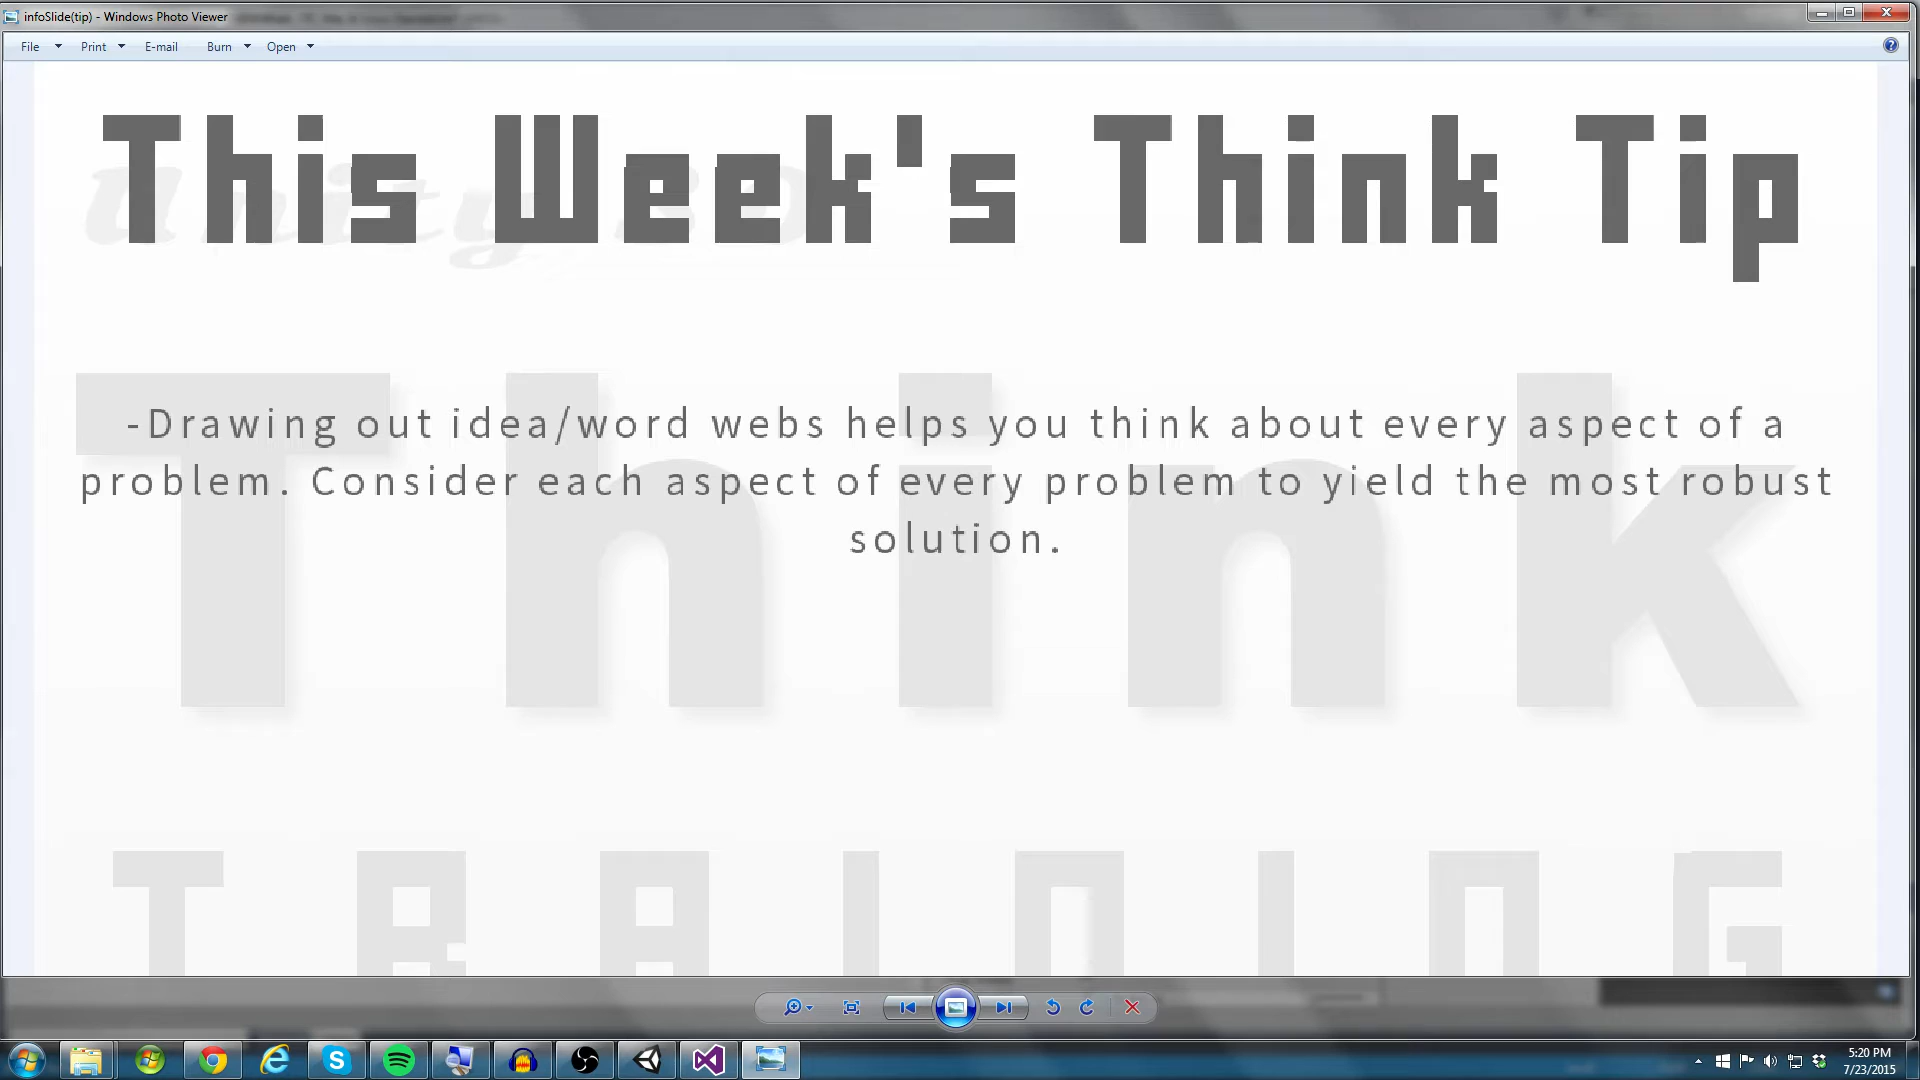 infoSlide(tip) - Windows Photo Viewer
File Print E-mail Burn Open
This Week's Think Tip
Unity 3D
-Drawing out idea/word webs helps you think about every aspect of a
problem. Consider each aspect of every problem to yield the most robust
solution.
Think
TRAINING
5:20 PM
7/23/2015